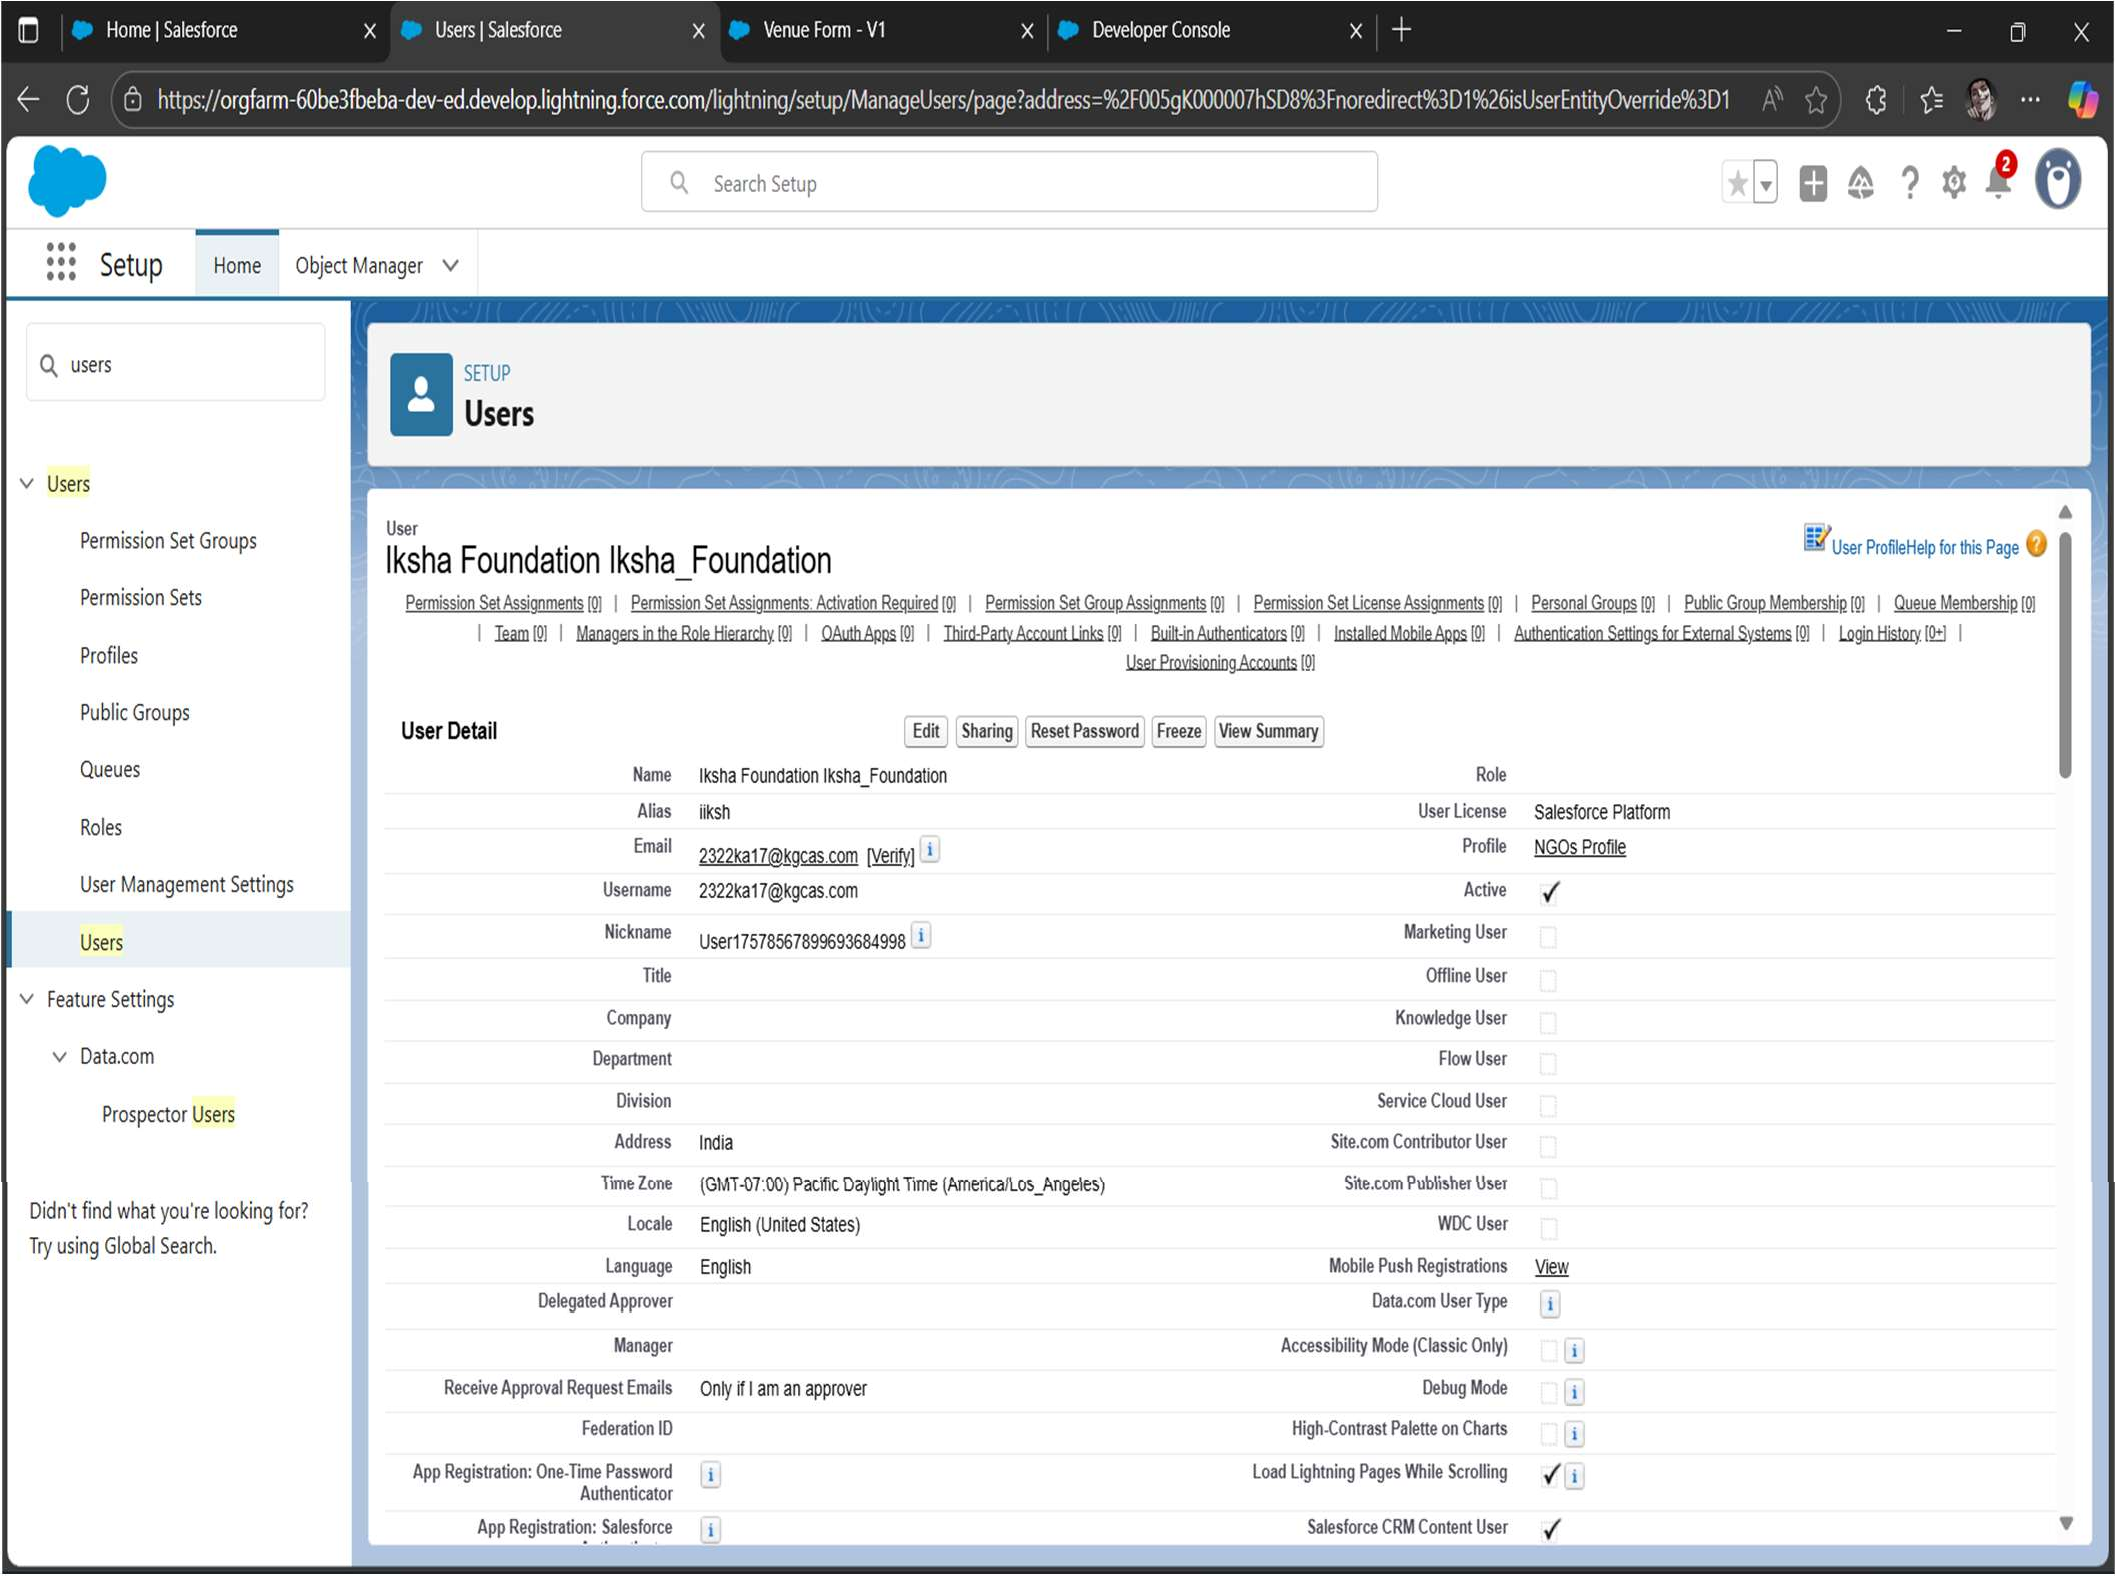 Home | Salesforce
Users | Salesforce
Venue Form - V1
Developer Console
https://orgfarm-60be3fbeba-dev-ed.develop.lightning.force.com/lightning/setup/ManageUsers/page?address=%2F005gK000007hSD8%3Fnoredirect%3D1%26isUserEntityOverride%3D1
Search Setup
2
Setup
Home
Object Manager
users
Users
Permission Set Groups
Permission Sets
Profiles
Public Groups
Queues
Roles
User Management Settings
Users
Feature Settings
Data.com
Prospector Users
Didn't find what you're looking for?
Try using Global Search.
SETUP
Users
User
Iksha Foundation Iksha_Foundation
User Profile Help for this Page
Permission Set Assignments [0] | Permission Set Assignments: Activation Required [0] | Permission Set Group Assignments [0] | Permission Set License Assignments [0] | Personal Groups [0] | Public Group Membership [0] | Queue Membership [0]
| Team [0] | Managers in the Role Hierarchy [0] | OAuth Apps [0] | Third-Party Account Links [0] | Built-in Authenticators [0] | Installed Mobile Apps [0] | Authentication Settings for External Systems [0] | Login History [0+] |
User Provisioning Accounts [0]
User Detail
Edit Sharing Reset Password Freeze View Summary
Name Iksha Foundation Iksha_Foundation Role
Alias iiksh User License Salesforce Platform
Email 2322ka17@kgcas.com [Verify] Profile NGOs Profile
Username 2322ka17@kgcas.com Active
Nickname User17578567899693684998 Marketing User
Title Offline User
Company Knowledge User
Department Flow User
Division Service Cloud User
Address India Site.com Contributor User
Time Zone (GMT-07:00) Pacific Daylight Time (America/Los_Angeles) Site.com Publisher User
Locale English (United States) WDC User
Language English Mobile Push Registrations View
Delegated Approver Data.com User Type
Manager Accessibility Mode (Classic Only)
Receive Approval Request Emails Only if I am an approver Debug Mode
Federation ID High-Contrast Palette on Charts
App Registration: One-Time Password
Authenticator
Load Lightning Pages While Scrolling
App Registration: Salesforce
Salesforce CRM Content User